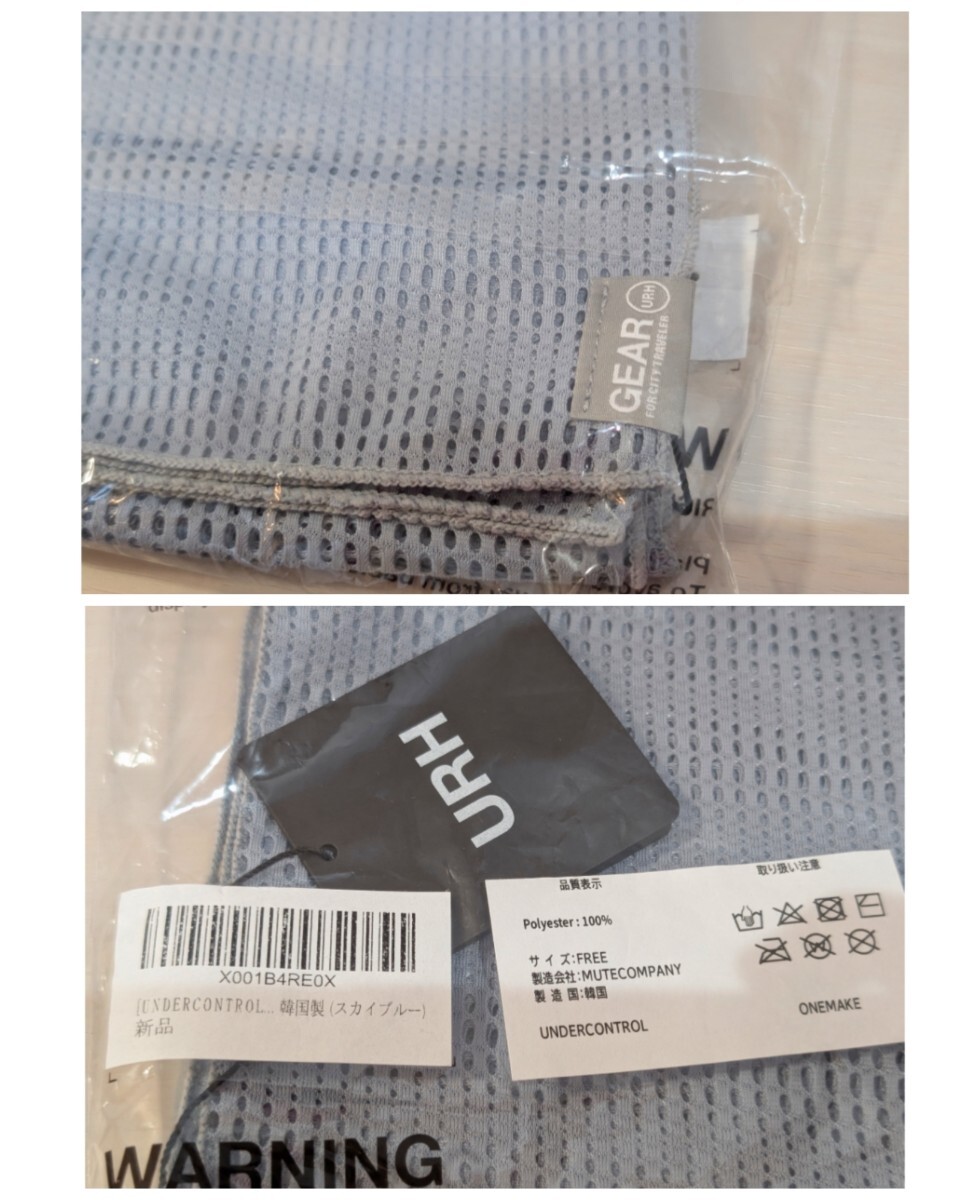 GEAR URH
FOR CITY TRAVELER
W
URH
X001B4RE0X
[UNDERCONTROL... 韓国製 (スカイブルー)
新品
品質表示
取り扱い注意
Polyester : 100%
サイズ:FREE
製造会社:MUTECOMPANY
製造国:韓国
UNDERCONTROL
ONEMAKE
WARNING